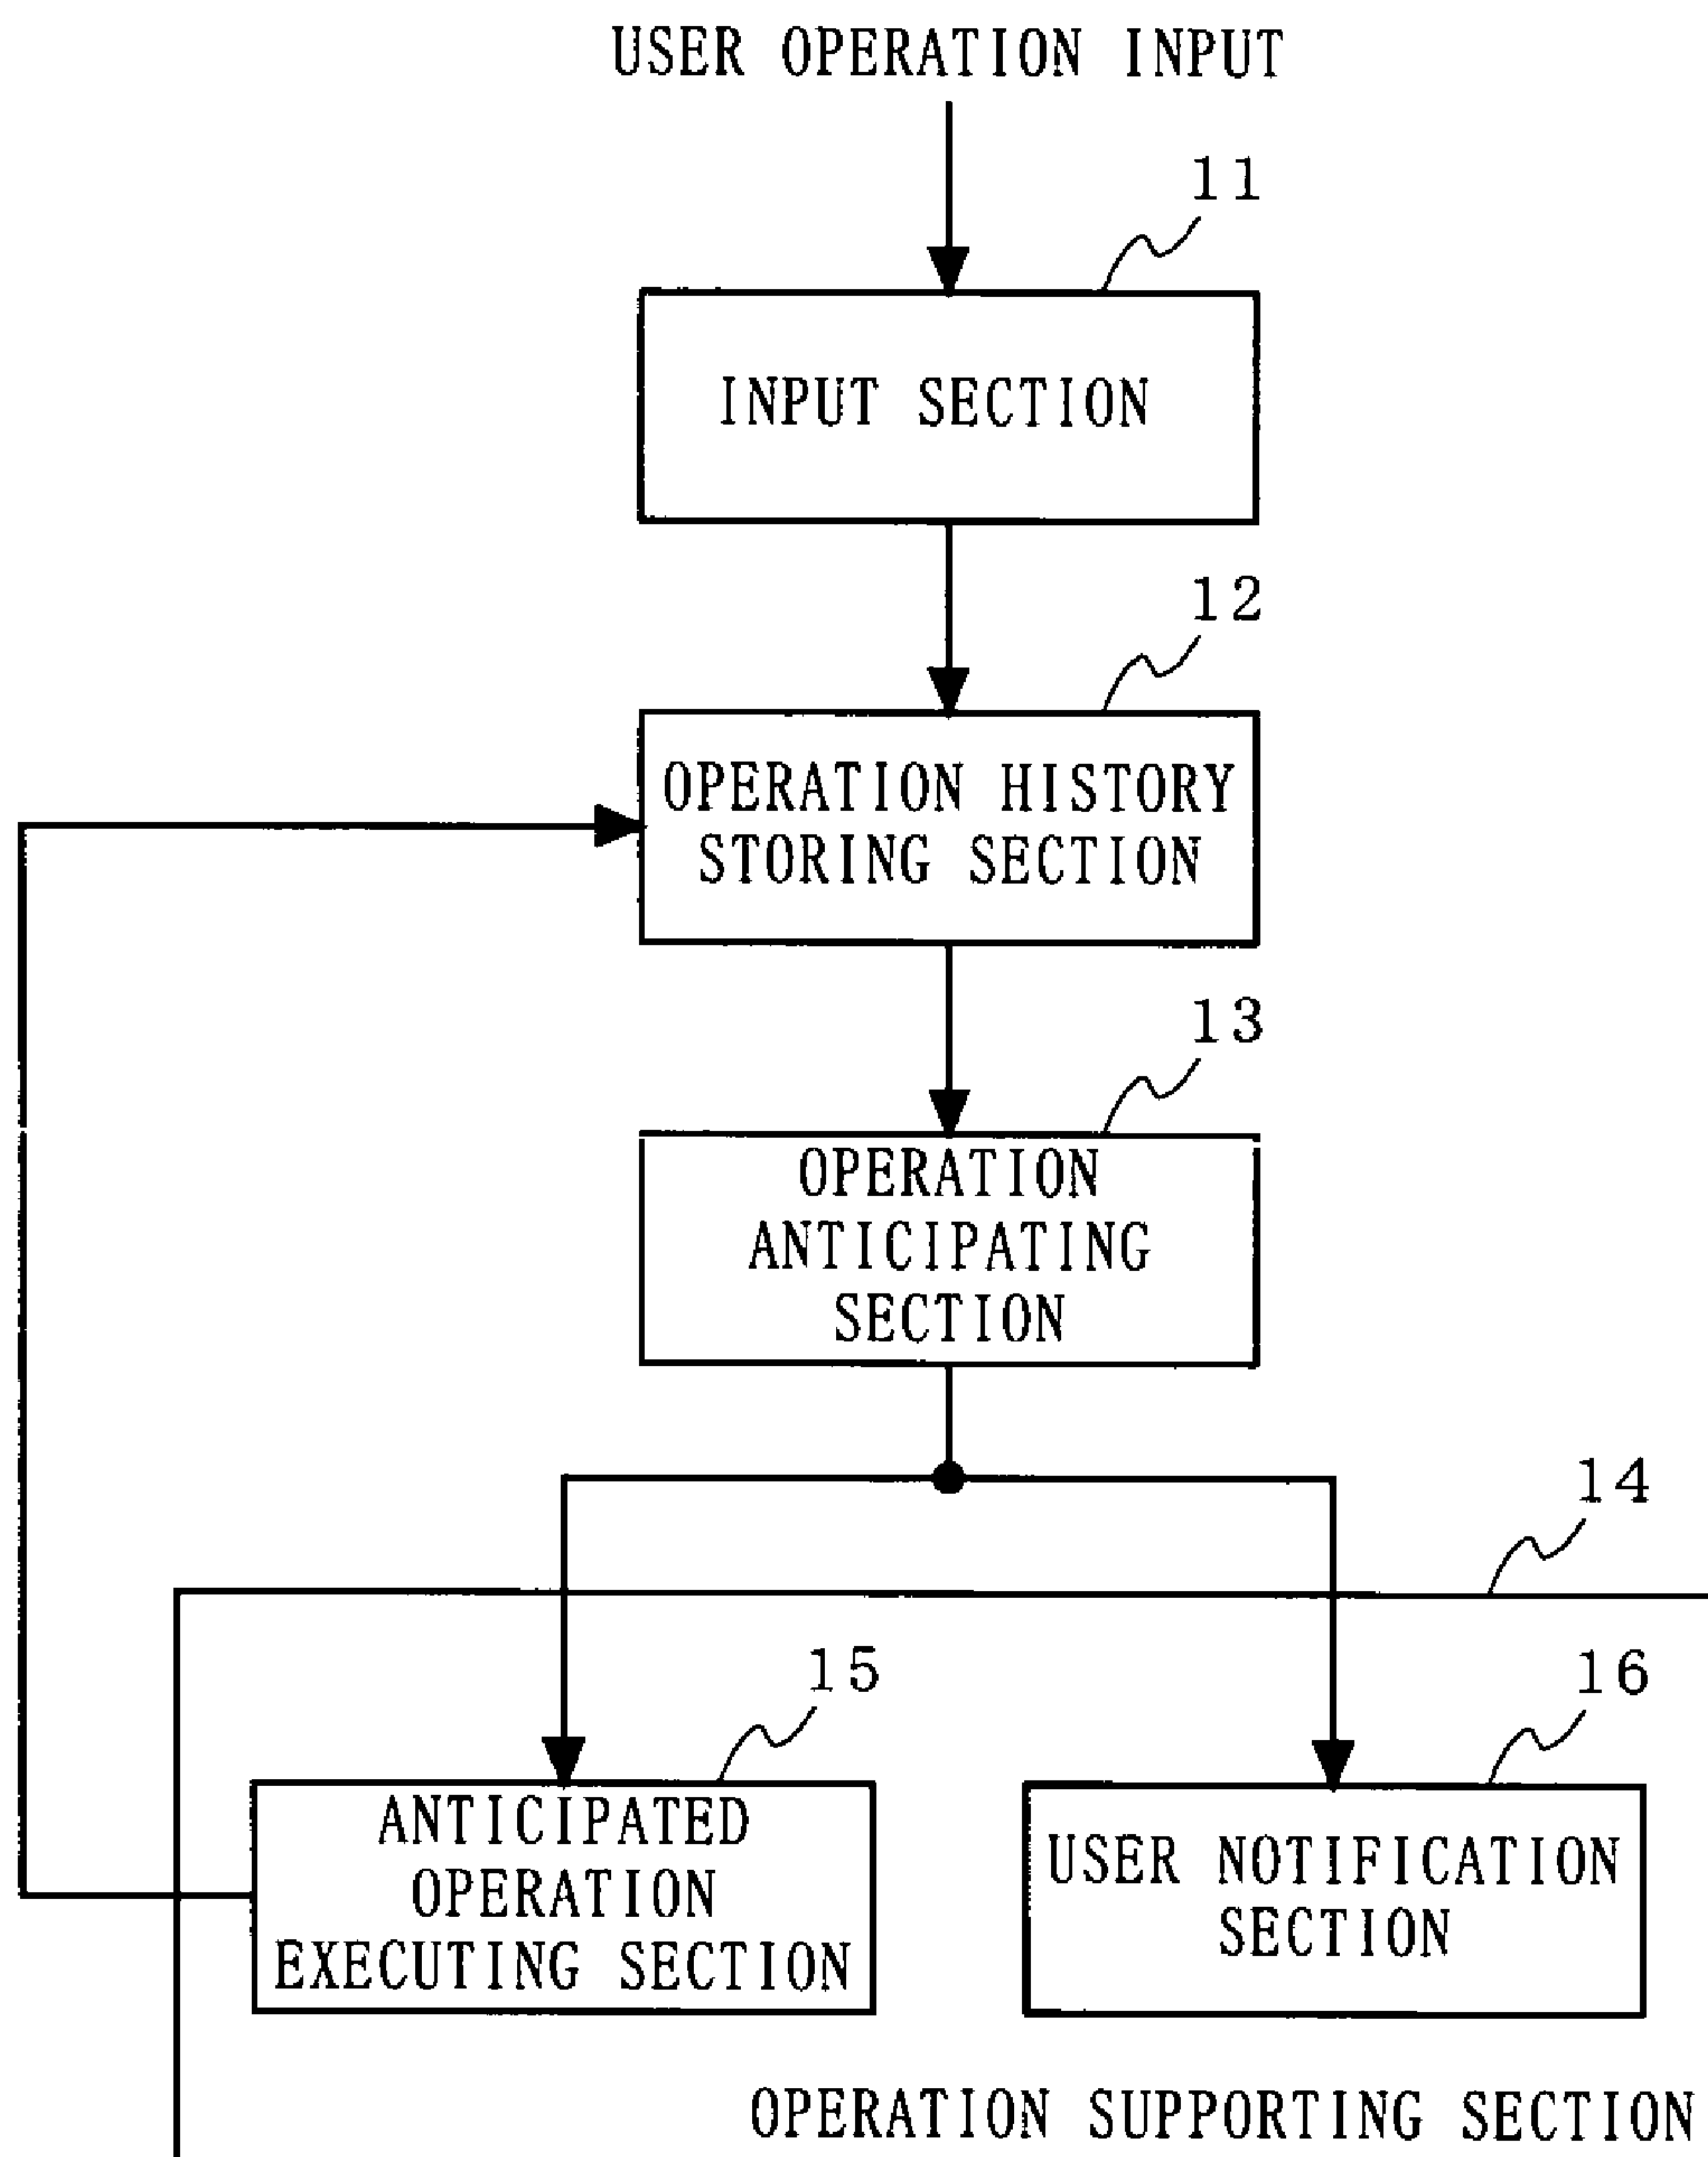 USER OPERATION INPUT
11
INPUT SECTION
12
OPERATION HISTORY
STORING SECTION
13
OPERATION
ANTICIPATING
SECTION
14
15
16
ANTICIPATED
OPERATION
EXECUTING SECTION
USER NOTIFICATION
SECTION
OPERATION SUPPORTING SECTION